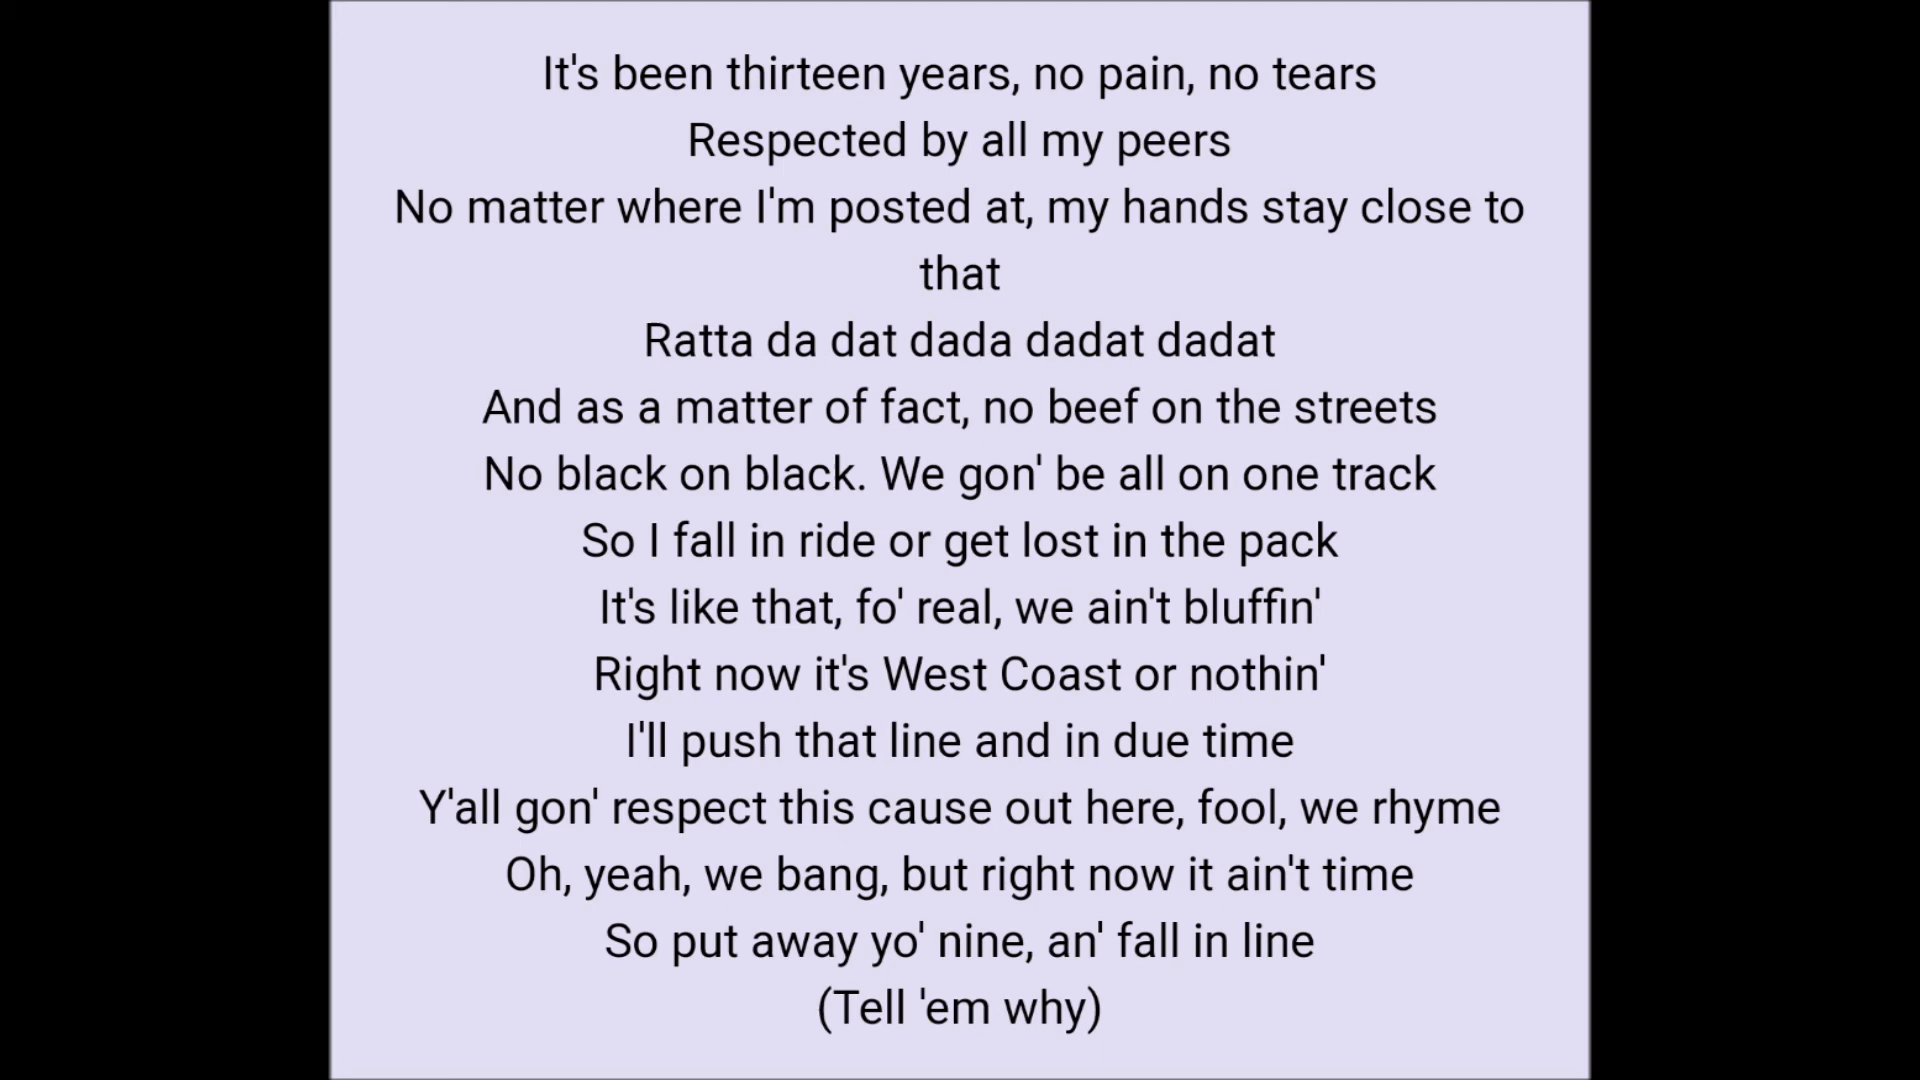 It's been thirteen years, no pain, no tears
Respected by all my peers
No matter where I'm posted at, my hands stay close to
that
Ratta da dat dada dadat dadat
And as a matter of fact, no beef on the streets
No black on black. We gon' be all on one track
So I fall in ride or get lost in the pack
It's like that, fo' real, we ain't bluffin'
Right now it's West Coast or nothin'
I'll push that line and in due time
Y'all gon' respect this cause out here, fool, we rhyme
Oh, yeah, we bang, but right now it ain't time
So put away yo' nine, an' fall in line
(Tell 'em why)